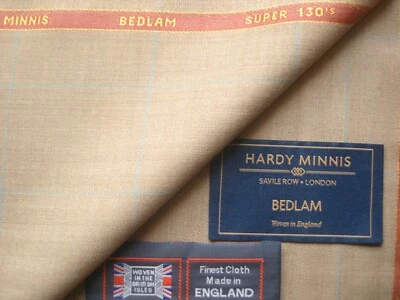 MINNIS BEDLAM SUPER 130's
HARDY MINNIS
SAVILE ROW • LONDON
BEDLAM
Woven in England
WOVEN
IN THE
BRITISH
ISLES
Finest Cloth
Made in
ENGLAND